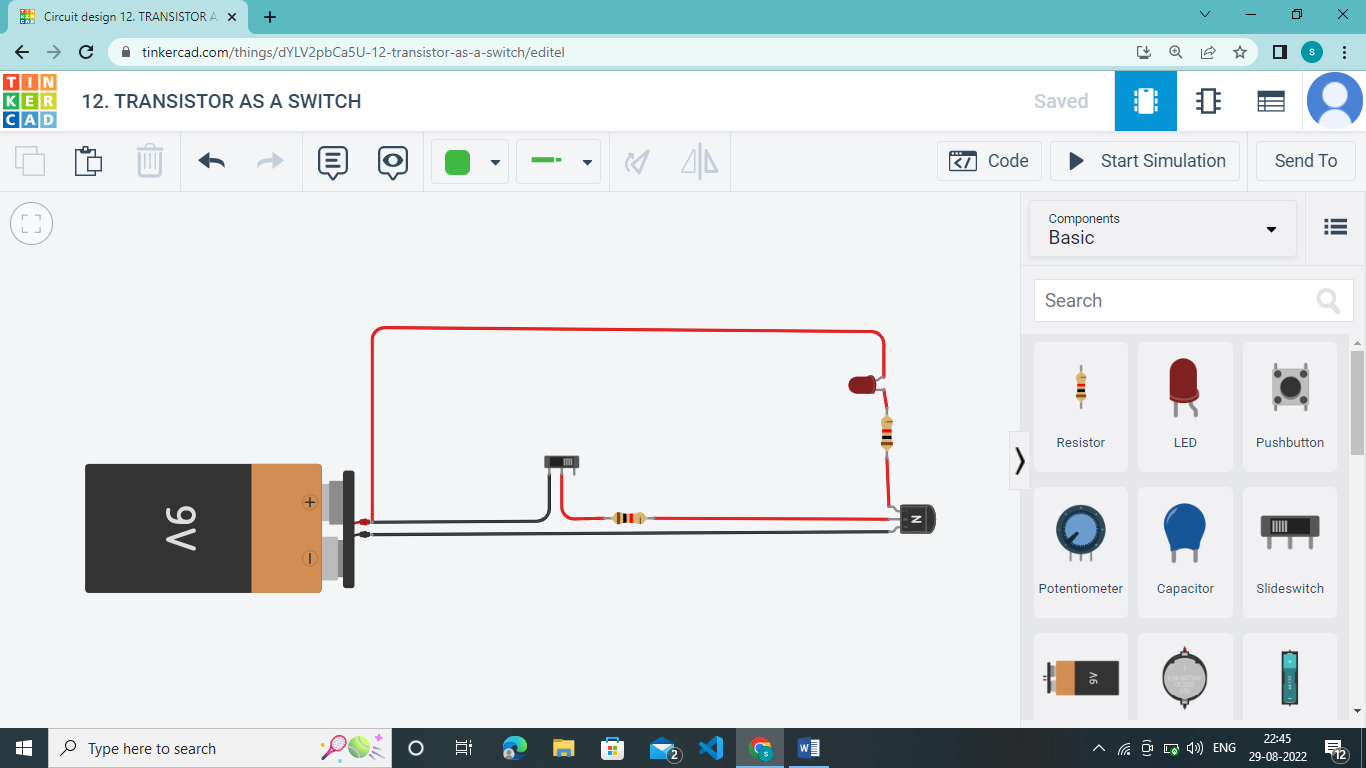 Circuit design 12. TRANSISTOR A
tinkercad.com/things/dYLV2pbCa5U-12-transistor-as-a-switch/editel
S
TIN
KER
CAD
12. TRANSISTOR AS A SWITCH
Saved
Code
Start Simulation
Send To
Components
Basic
Search
Resistor
LED
Pushbutton
Potentiometer
Capacitor
Slideswitch
9V
+
–
N
9V
Type here to search
2
S
ENG
22:45
29-08-2022
12